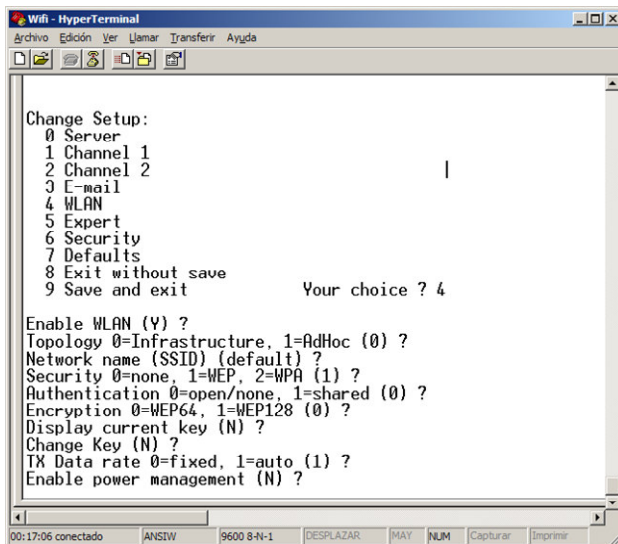 Wifi - HyperTerminal
Archivo Edición Ver Llamar Transferir Ayuda
Change Setup:
0 Server
1 Channel 1
2 Channel 2
3 E-mail
4 WLAN
5 Expert
6 Security
7 Defaults
8 Exit without save
9 Save and exit Your choice ? 4
Enable WLAN (Y) ?
Topology 0=Infrastructure, 1=AdHoc (0) ?
Network name (SSID) (default) ?
Security 0=none, 1=WEP, 2=WPA (1) ?
Authentication 0=open/none, 1=shared (0) ?
Encryption 0=WEP64, 1=WEP128 (0) ?
Display current key (N) ?
Change Key (N) ?
TX Data rate 0=fixed, 1=auto (1) ?
Enable power management (N) ?
00:17:06 conectado ANSIW 9600 8-N-1 DESPLAZAR MAY NUM Capturar Imprimir